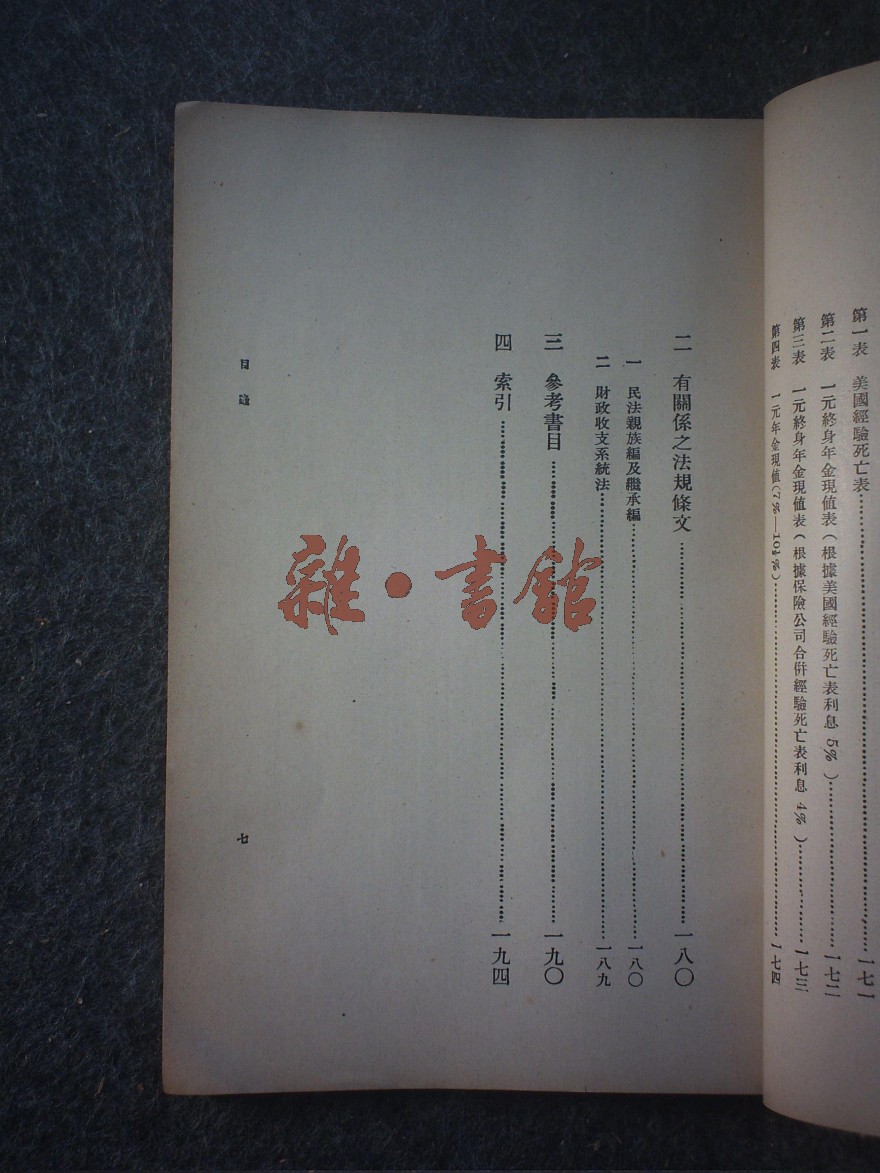 第一表　美國經驗死亡表……一七一
第二表　一元終身年金現值表（根據美國經驗死亡表利息5%）……一七二
第三表　一元終身年金現值表（根據保險公司合併經驗死亡表利息4%）……一七三
第四表　一元年金現值（7%—10½%）……一七四
二　有關係之法規條文……一八〇
一　民法親族編及繼承編……一八〇
二　財政收支系統法……一八九
三　參考書目……一九〇
四　索引……一九四
目錄
七
雜·書館